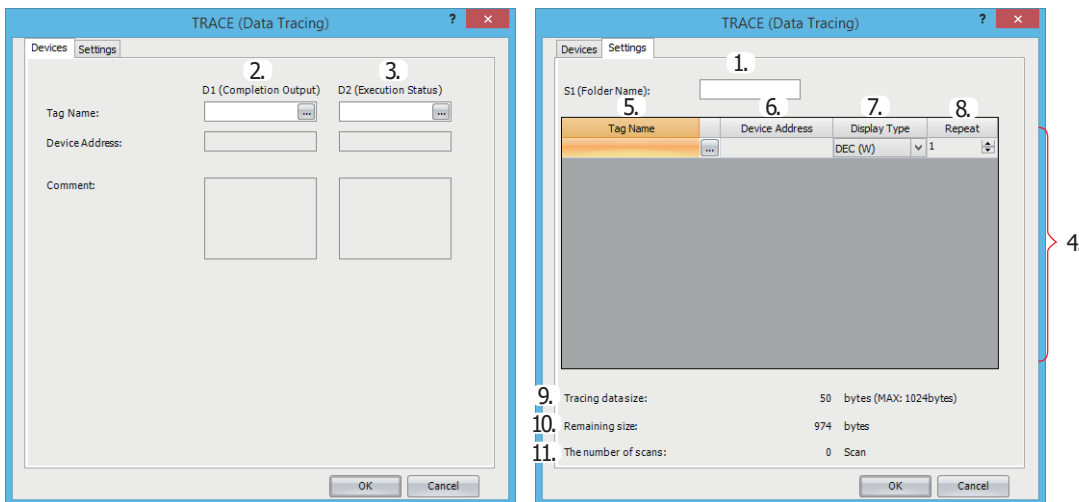 TRACE (Data Tracing) ? ×
Devices Settings
2. 3.
D1 (Completion Output) D2 (Execution Status)
Tag Name: ... ...
Device Address:
Comment:
OK Cancel
TRACE (Data Tracing) ? ×
Devices Settings
1.
S1 (Folder Name):
5. 6. 7. 8.
Tag Name Device Address Display Type Repeat
... DEC (W) 1
4.
9. Tracing data size: 50 bytes (MAX: 1024bytes)
10. Remaining size: 974 bytes
11. The number of scans: 0 Scan
OK Cancel